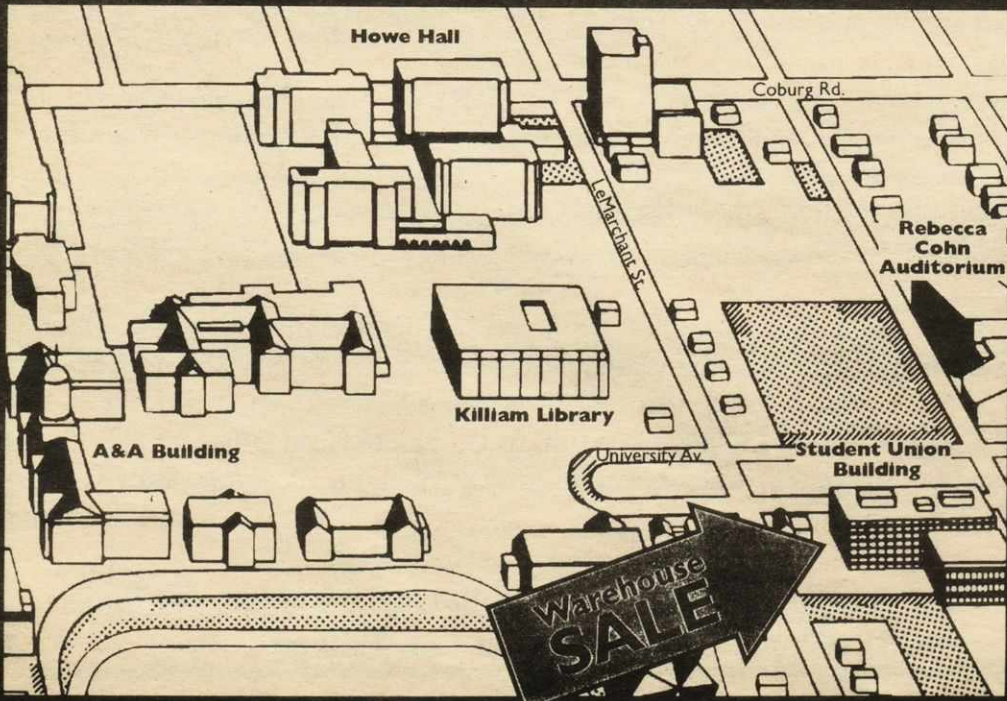 Howe Hall
Coburg Rd.
LeMarchant St.
Rebecca
Cohn
Auditorium
Killiam Library
A&A Building
University Av.
Student Union
Building
Warehouse
SALE